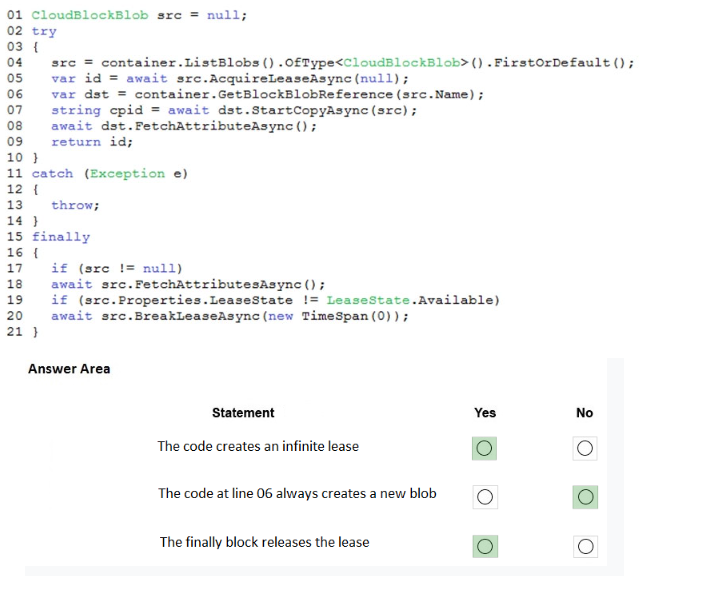 01 CloudBlockBlob src = null;
02 try
03 {
04 src = container.ListBlobs().OfType<CloudBlockBlob>().FirstOrDefault();
05 var id = await src.AcquireLeaseAsync(null);
06 var dst = container.GetBlockBlobReference(src.Name);
07 string cpid = await dst.StartCopyAsync(src);
08 await dst.FetchAttributeAsync();
09 return id;
10 }
11 catch (Exception e)
12 {
13 throw;
14 }
15 finally
16 {
17 if (src != null)
18 await src.FetchAttributesAsync();
19 if (src.Properties.LeaseState != LeaseState.Available)
20 await src.BreakLeaseAsync(new TimeSpan(0));
21 }
Answer Area
Statement Yes No
The code creates an infinite lease
The code at line 06 always creates a new blob
The finally block releases the lease